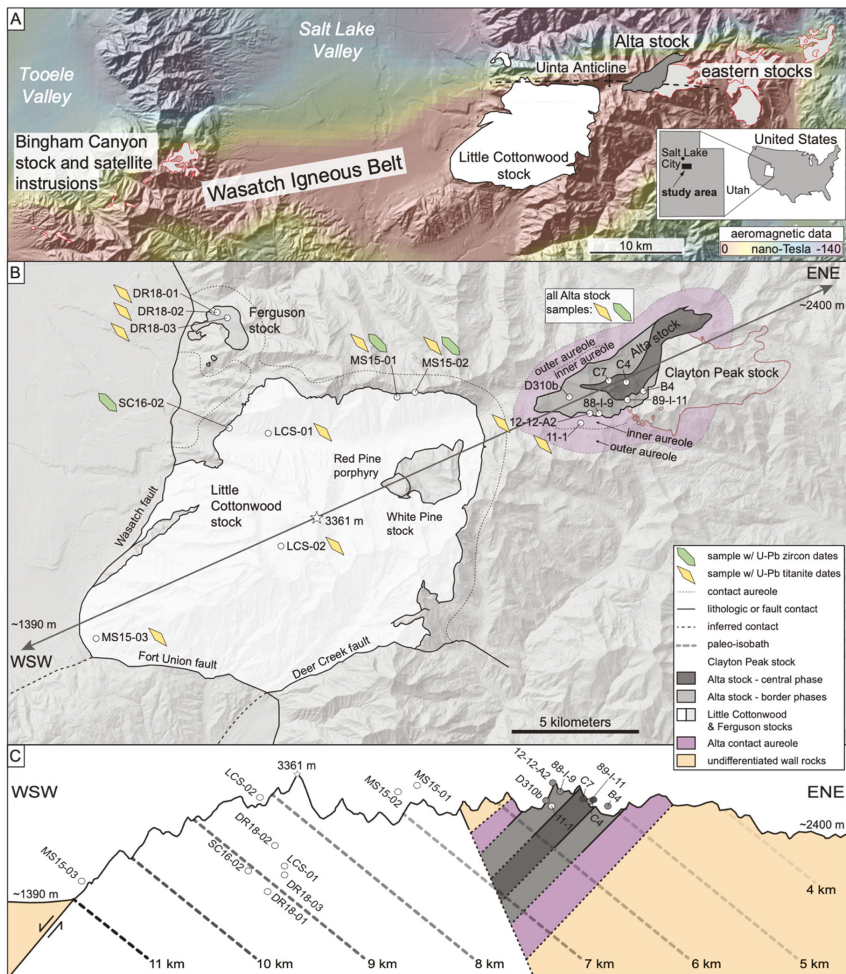 A
Salt Lake
Valley
Tooele
Valley
Alta stock
Uinta Anticline
eastern stocks
Bingham Canyon
stock and satellite
instrusions
Wasatch Igneous Belt
Little Cottonwood
stock
United States
Salt Lake
City
study area
Utah
10 km
aeromagnetic data
0 nano-Tesla -140
B
ENE
~2400 m
DR18-01
DR18-02
DR18-03
Ferguson
stock
all Alta stock
samples:
MS15-01
MS15-02
outer aureole
inner aureole
Alta stock
C7
C4
Clayton Peak stock
D310b
B4
88-I-9
89-I-11
SC16-02
12-12-A2
11-1
inner aureole
outer aureole
LCS-01
Red Pine
porphyry
Wasatch fault
Little
Cottonwood
stock
3361 m
White Pine
stock
LCS-02
~1390 m
MS15-03
WSW
Fort Union fault
Deer Creek fault
5 kilometers
sample w/ U-Pb zircon dates
sample w/ U-Pb titanite dates
contact aureole
lithologic or fault contact
inferred contact
paleo-isobath
Clayton Peak stock
Alta stock - central phase
Alta stock - border phases
Little Cottonwood
& Ferguson stocks
Alta contact aureole
undifferentiated wall rocks
C
WSW
3361 m
ENE
LCS-02
MS15-02
MS15-01
12-12-A2
88-I-9
C7
89-I-11
D310b
B4
11-1
C4
~2400 m
DR18-02
SC16-02
LCS-01
DR18-03
DR18-01
MS15-03
~1390 m
4 km
11 km
10 km
9 km
8 km
7 km
6 km
5 km